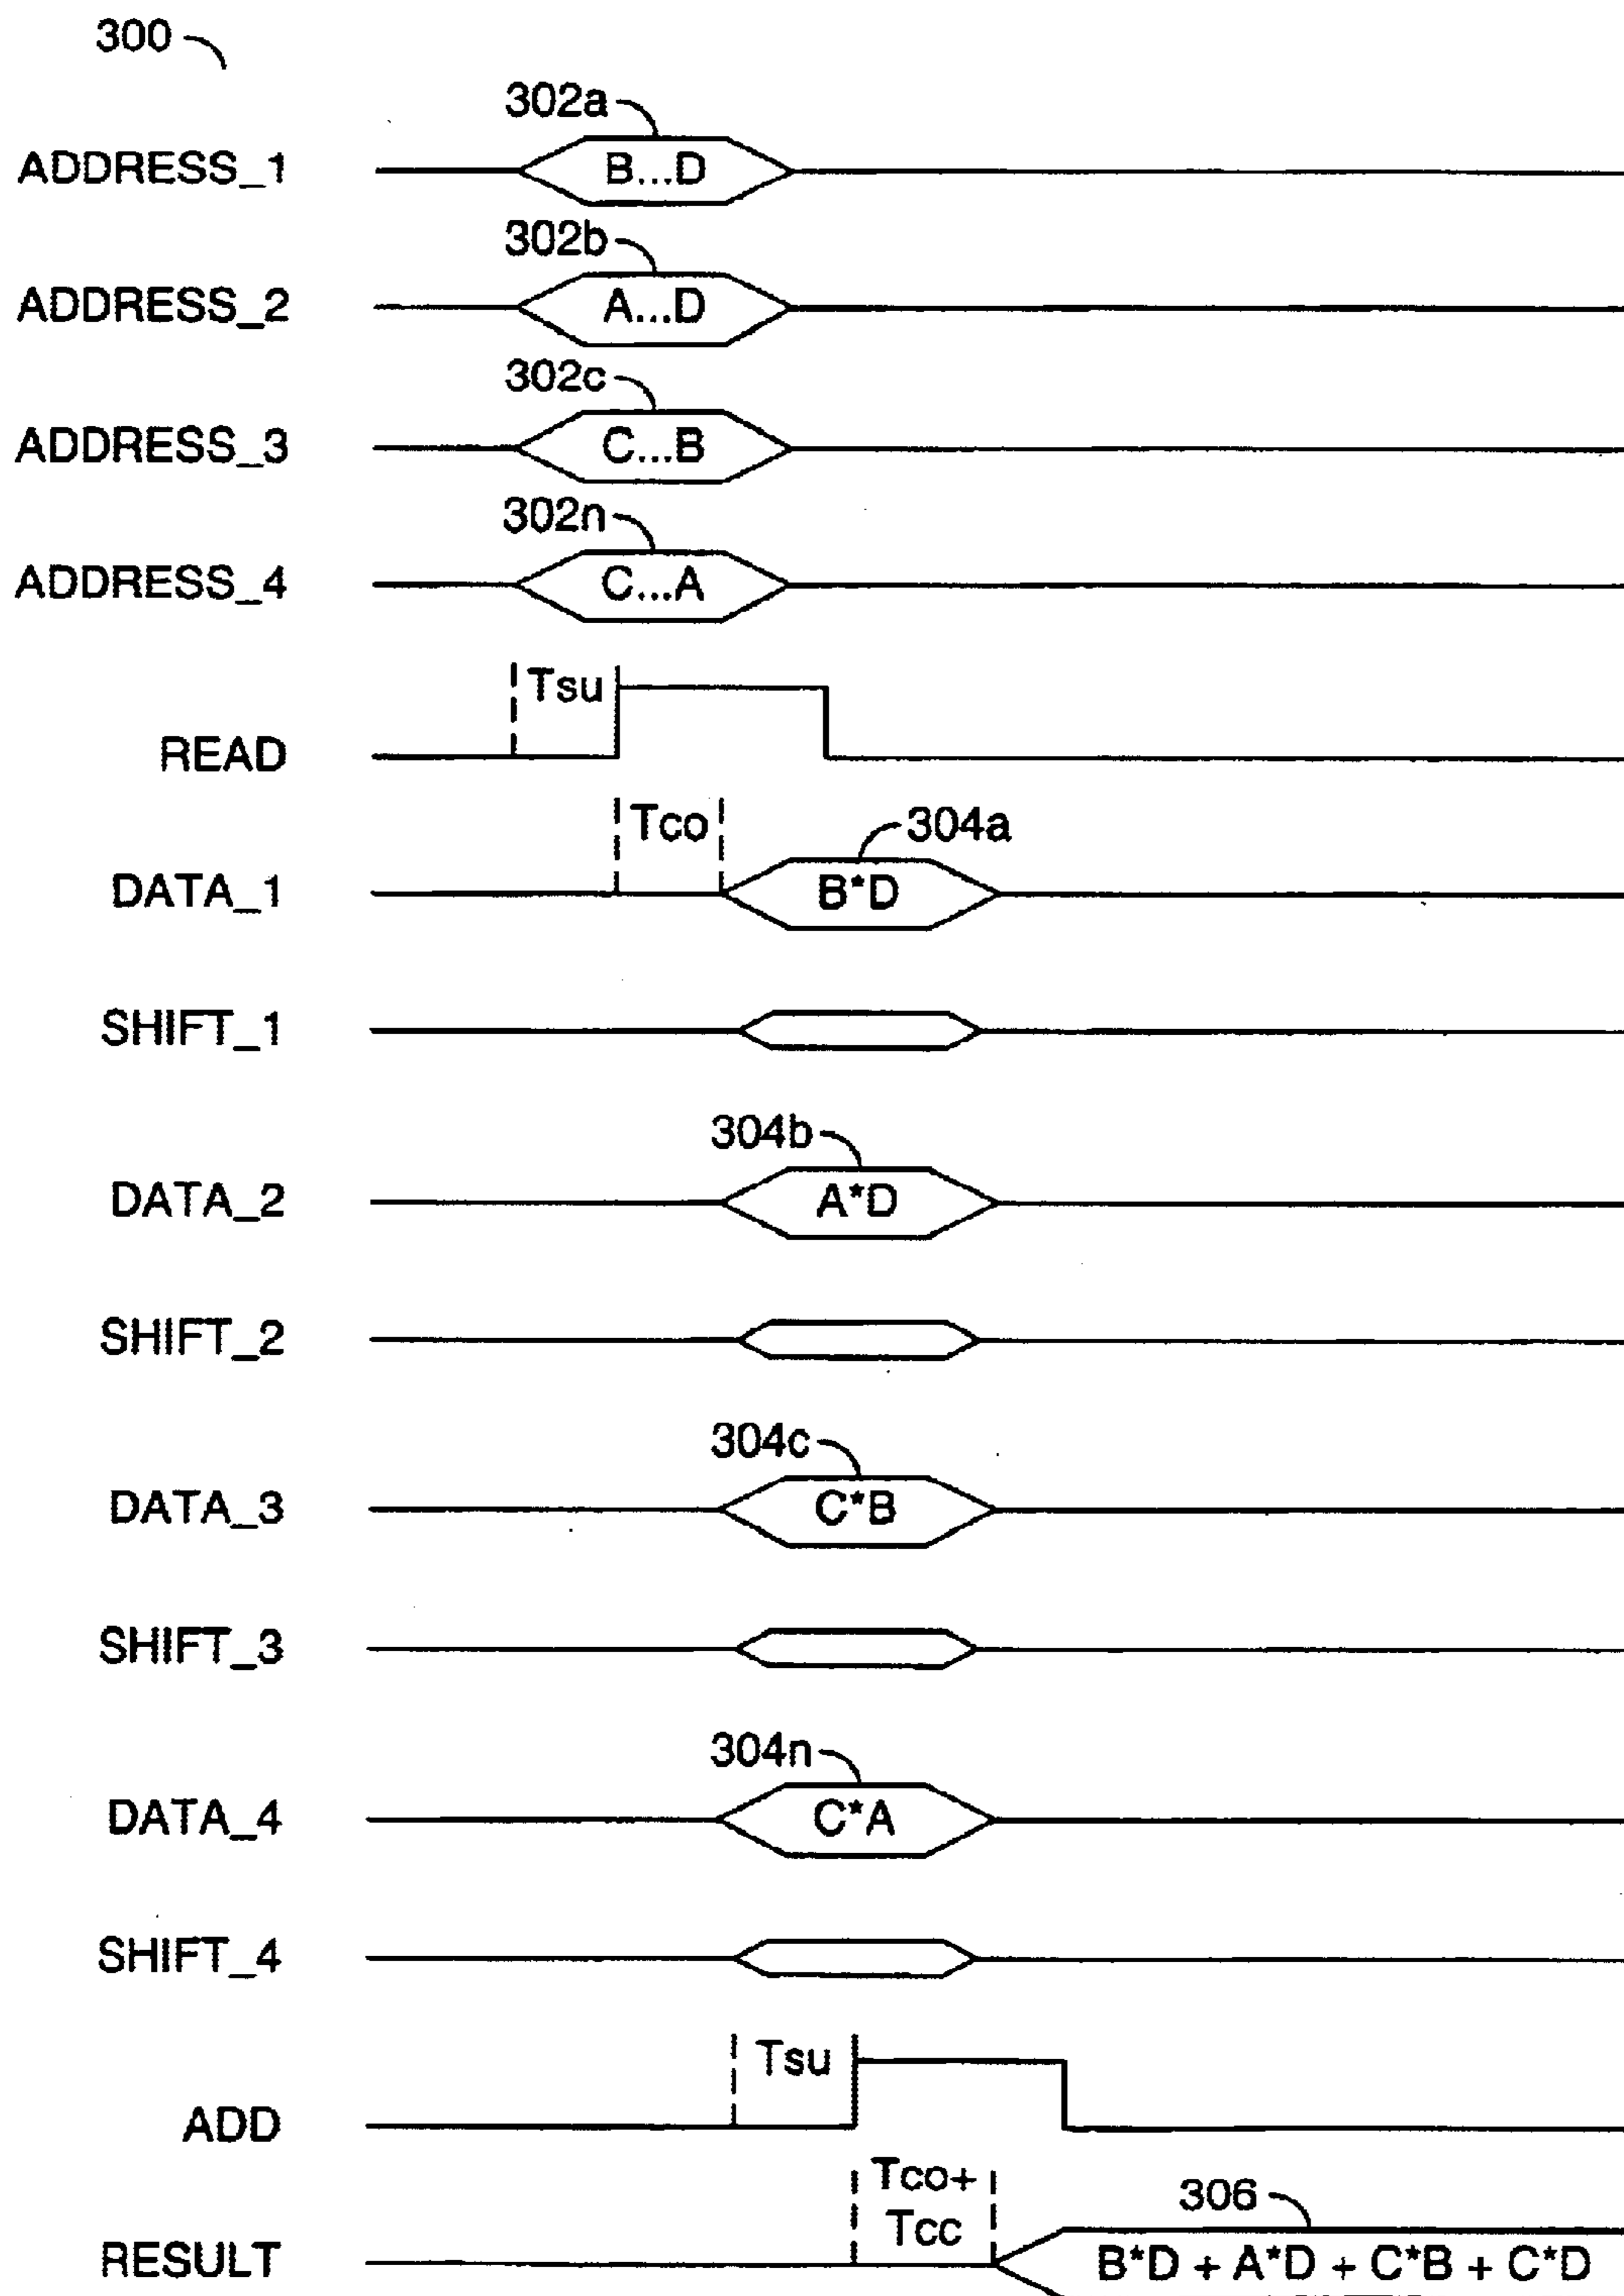 300
302a
ADDRESS_1 B...D
302b
ADDRESS_2 A...D
302c
ADDRESS_3 C...B
302n
ADDRESS_4 C...A
Tsu
READ
Tco 304a
DATA_1 B*D
SHIFT_1
304b
DATA_2 A*D
SHIFT_2
304c
DATA_3 C*B
SHIFT_3
304n
DATA_4 C*A
SHIFT_4
Tsu
ADD
Tco+
Tcc
306
RESULT B*D + A*D + C*B + C*D